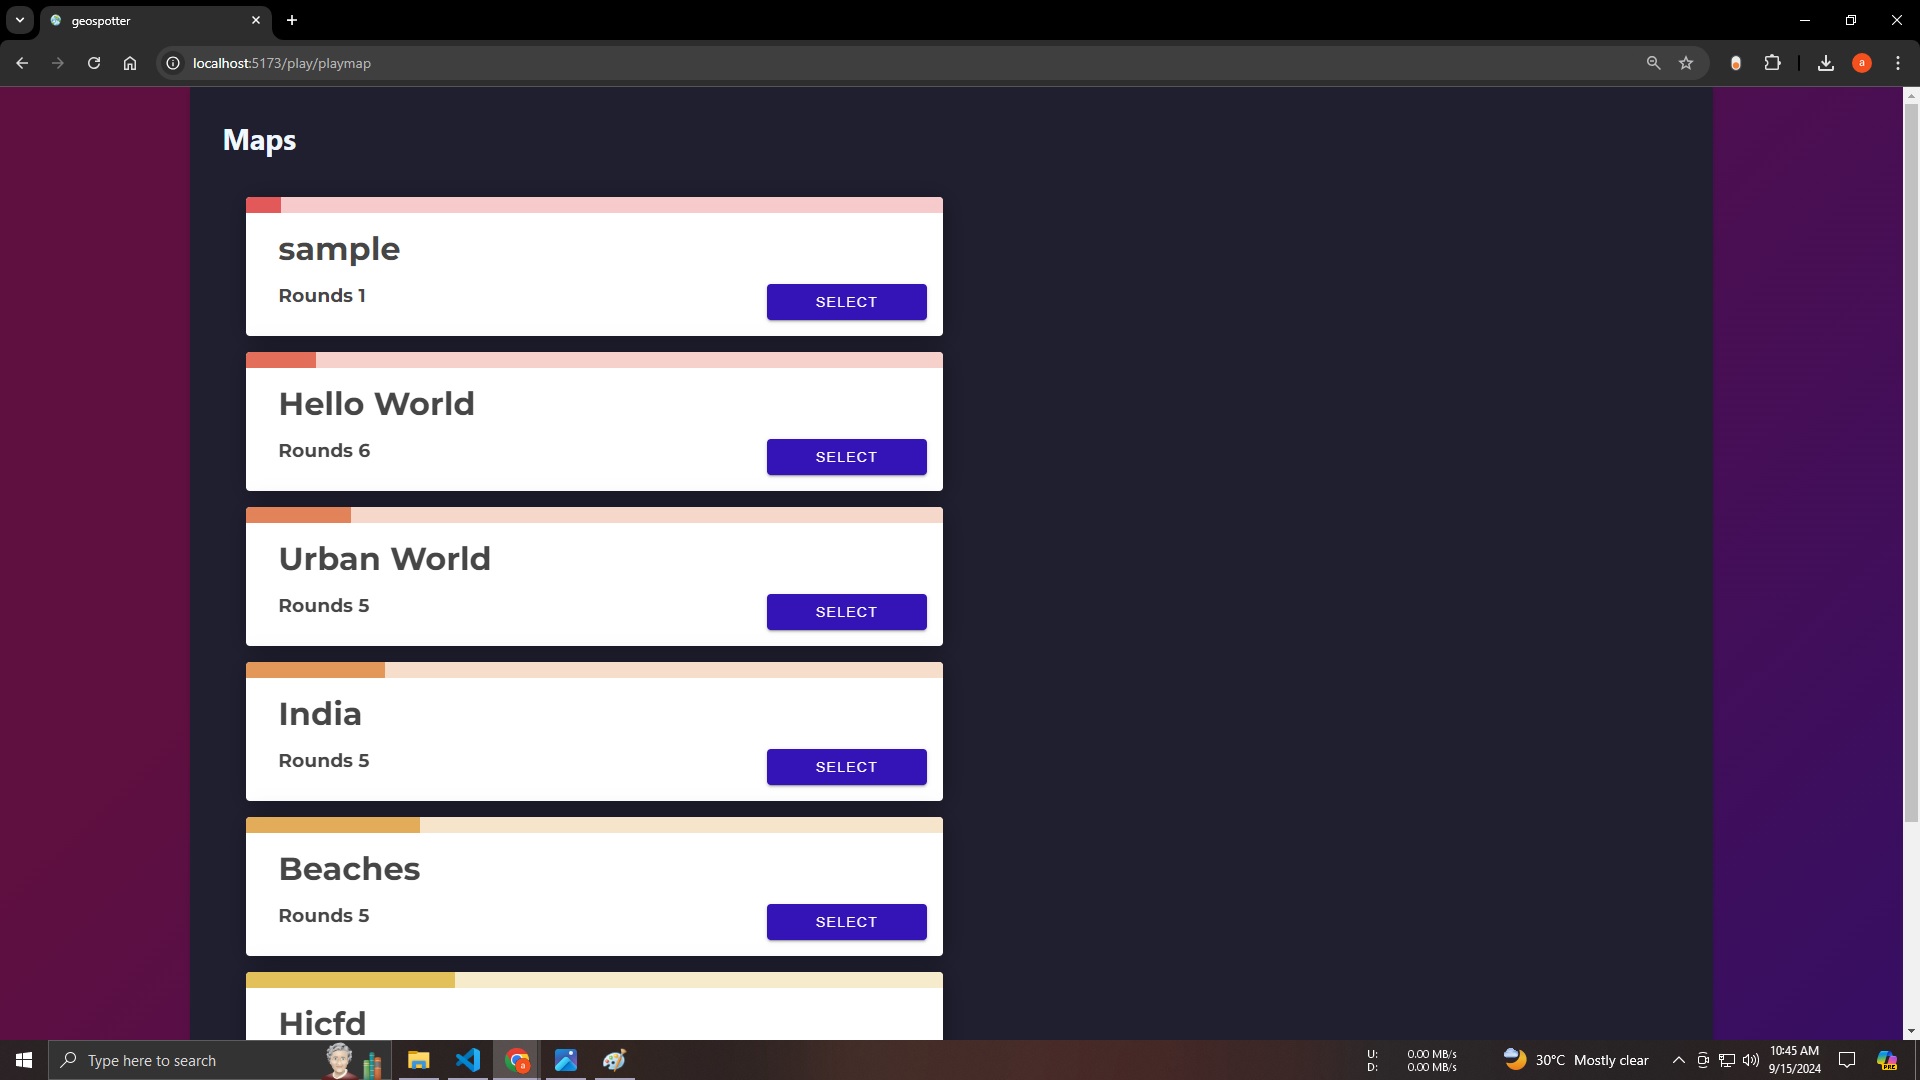 geospotter
localhost:5173/play/playmap
a
Maps
sample
Rounds 1
SELECT
Hello World
Rounds 6
SELECT
Urban World
Rounds 5
SELECT
India
Rounds 5
SELECT
Beaches
Rounds 5
SELECT
Hicfd
Type here to search
a
U: 0.00 MB/s
D: 0.00 MB/s
30°C Mostly clear
10:45 AM
9/15/2024
PRE